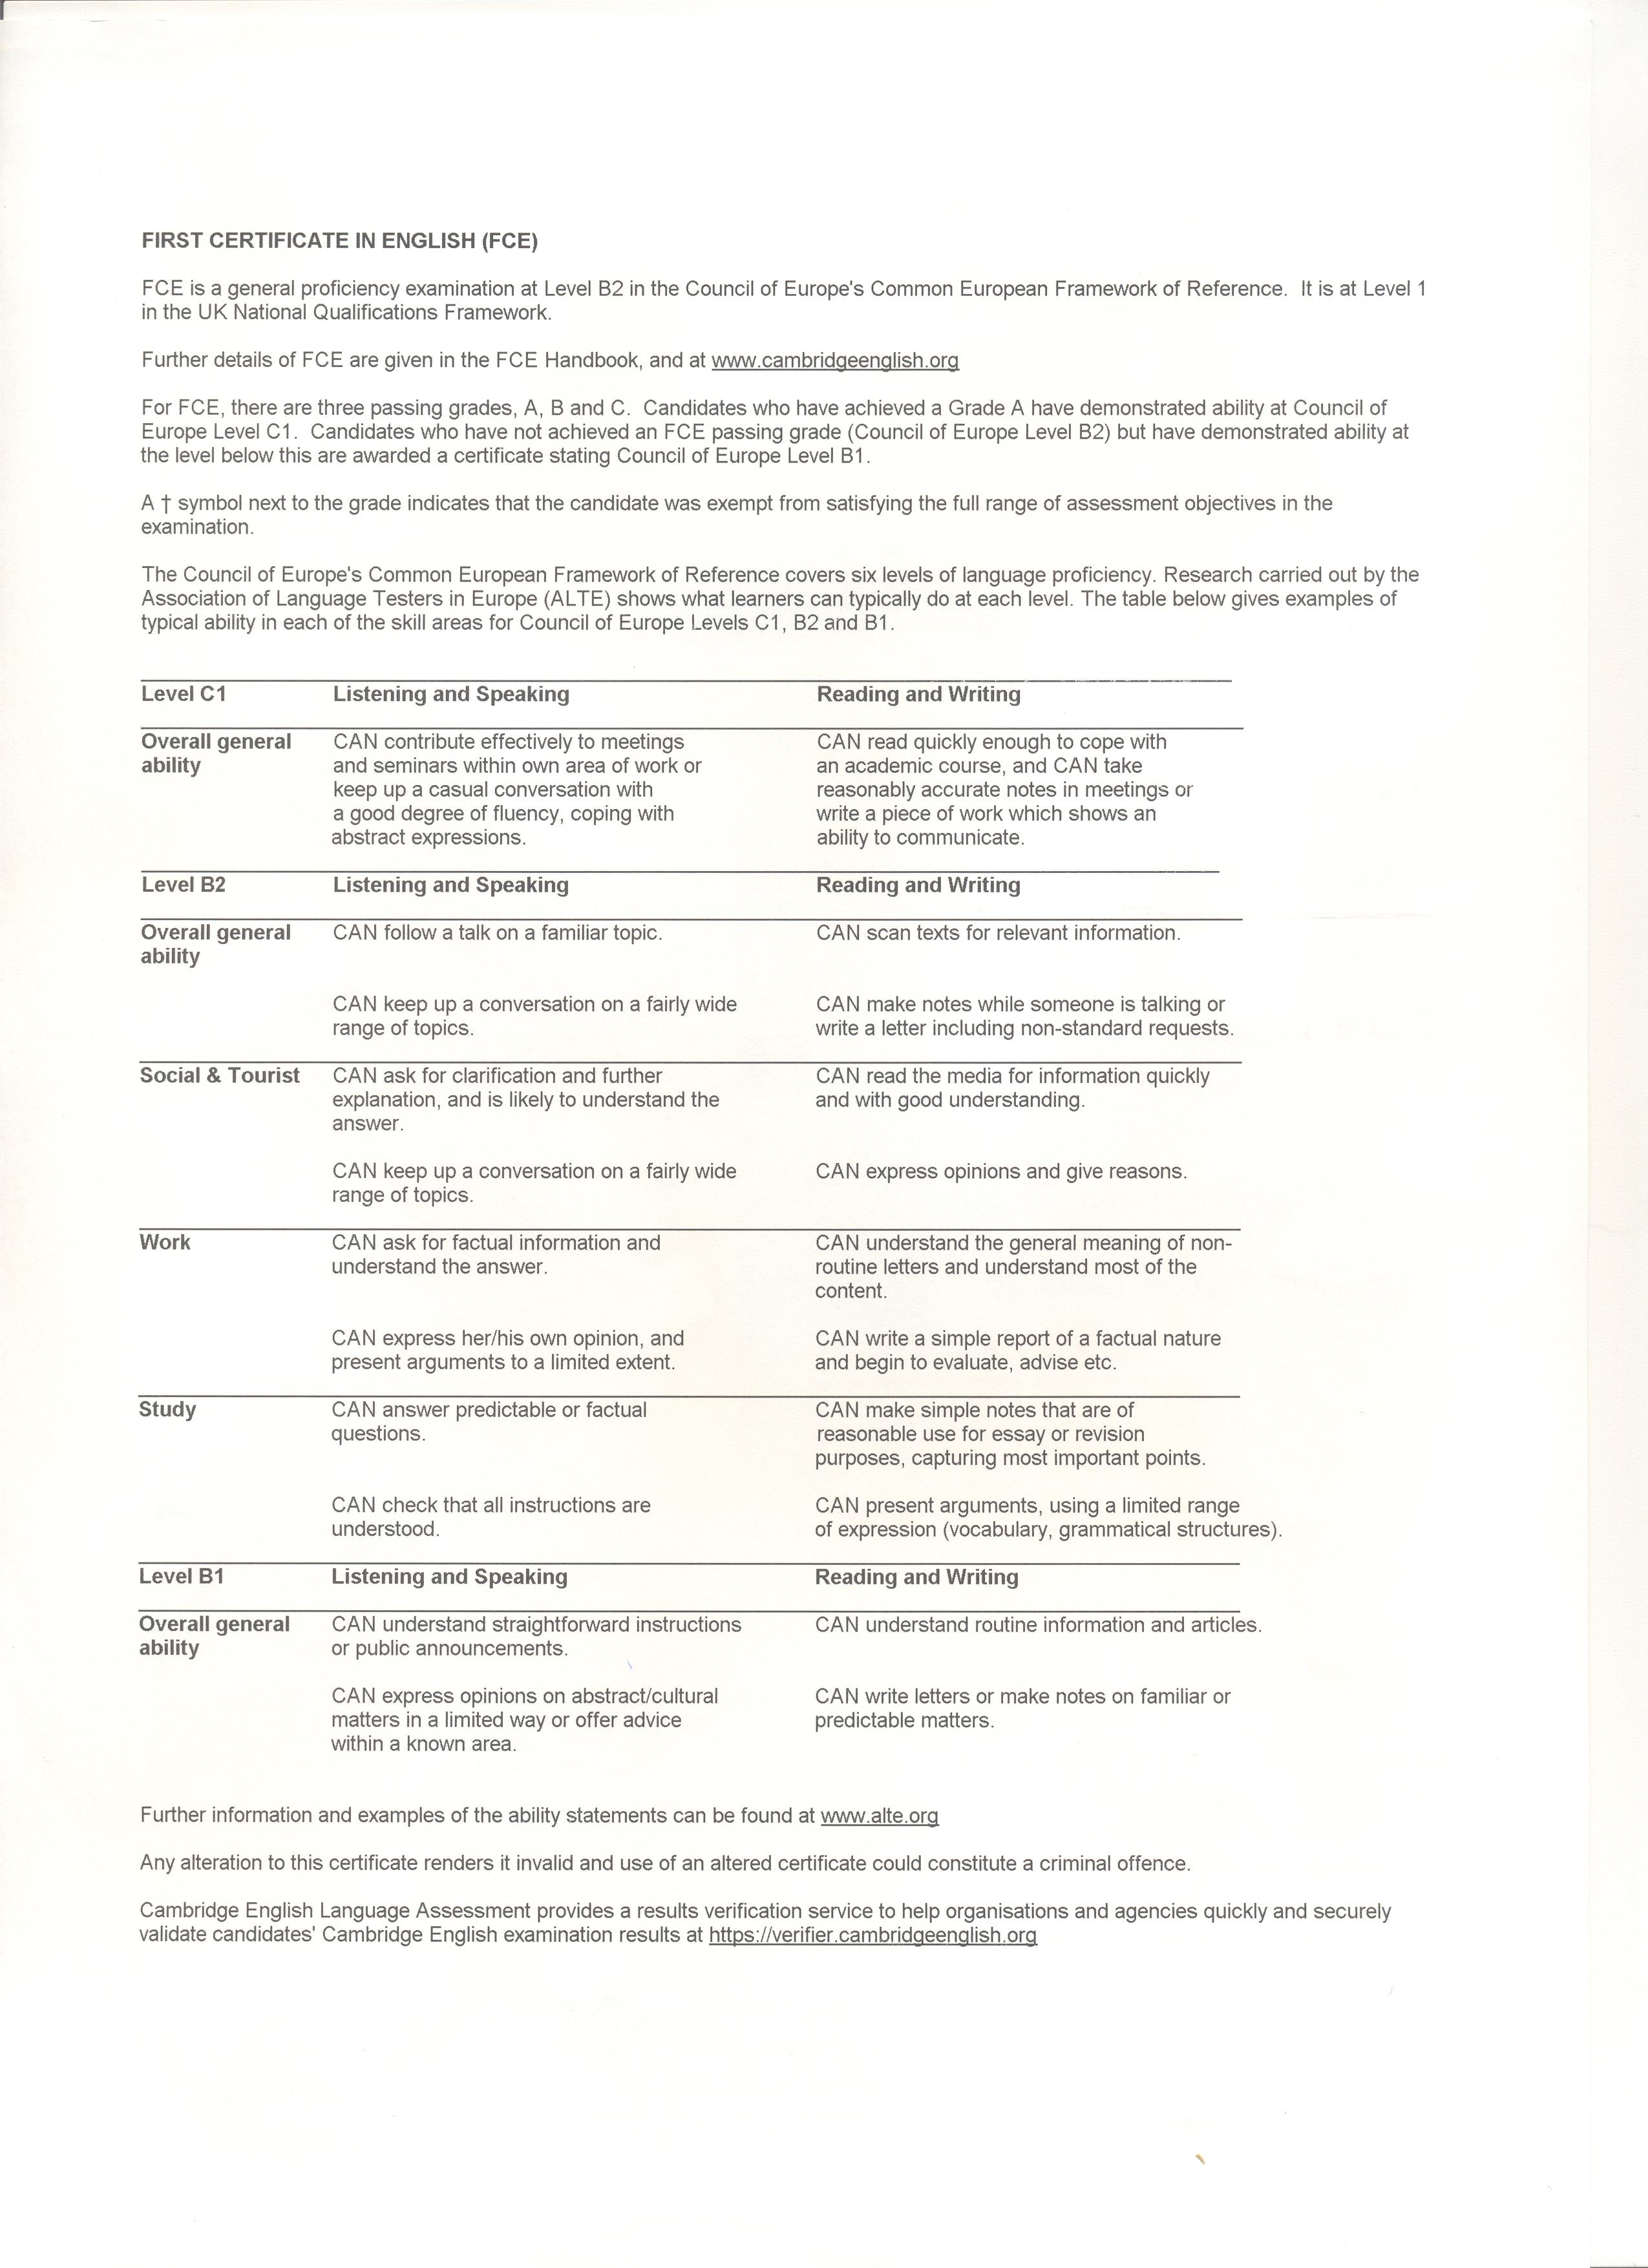 FIRST CERTIFICATE IN ENGLISH (FCE)
FCE is a general proficiency examination at Level B2 in the Council of Europe's Common European Framework of Reference. It is at Level 1
in the UK National Qualifications Framework.
Further details of FCE are given in the FCE Handbook, and at www.cambridgeenglish.org
For FCE, there are three passing grades, A, B and C. Candidates who have achieved a Grade A have demonstrated ability at Council of
Europe Level C1. Candidates who have not achieved an FCE passing grade (Council of Europe Level B2) but have demonstrated ability at
the level below this are awarded a certificate stating Council of Europe Level B1.
A † symbol next to the grade indicates that the candidate was exempt from satisfying the full range of assessment objectives in the
examination.
The Council of Europe's Common European Framework of Reference covers six levels of language proficiency. Research carried out by the
Association of Language Testers in Europe (ALTE) shows what learners can typically do at each level. The table below gives examples of
typical ability in each of the skill areas for Council of Europe Levels C1, B2 and B1.
Level C1 Listening and Speaking Reading and Writing
Overall general CAN contribute effectively to meetings CAN read quickly enough to cope with
ability and seminars within own area of work or an academic course, and CAN take
keep up a casual conversation with reasonably accurate notes in meetings or
a good degree of fluency, coping with write a piece of work which shows an
abstract expressions. ability to communicate.
Level B2 Listening and Speaking Reading and Writing
Overall general CAN follow a talk on a familiar topic. CAN scan texts for relevant information.
ability
CAN keep up a conversation on a fairly wide CAN make notes while someone is talking or
range of topics. write a letter including non-standard requests.
Social & Tourist CAN ask for clarification and further CAN read the media for information quickly
explanation, and is likely to understand the and with good understanding.
answer.
CAN keep up a conversation on a fairly wide CAN express opinions and give reasons.
range of topics.
Work CAN ask for factual information and CAN understand the general meaning of non-
understand the answer. routine letters and understand most of the
content.
CAN express her/his own opinion, and CAN write a simple report of a factual nature
present arguments to a limited extent. and begin to evaluate, advise etc.
Study CAN answer predictable or factual CAN make simple notes that are of
questions. reasonable use for essay or revision
purposes, capturing most important points.
CAN check that all instructions are CAN present arguments, using a limited range
understood. of expression (vocabulary, grammatical structures).
Level B1 Listening and Speaking Reading and Writing
Overall general CAN understand straightforward instructions CAN understand routine information and articles.
ability or public announcements.
CAN express opinions on abstract/cultural CAN write letters or make notes on familiar or
matters in a limited way or offer advice predictable matters.
within a known area.
Further information and examples of the ability statements can be found at www.alte.org
Any alteration to this certificate renders it invalid and use of an altered certificate could constitute a criminal offence.
Cambridge English Language Assessment provides a results verification service to help organisations and agencies quickly and securely
validate candidates' Cambridge English examination results at https://verifier.cambridgeenglish.org